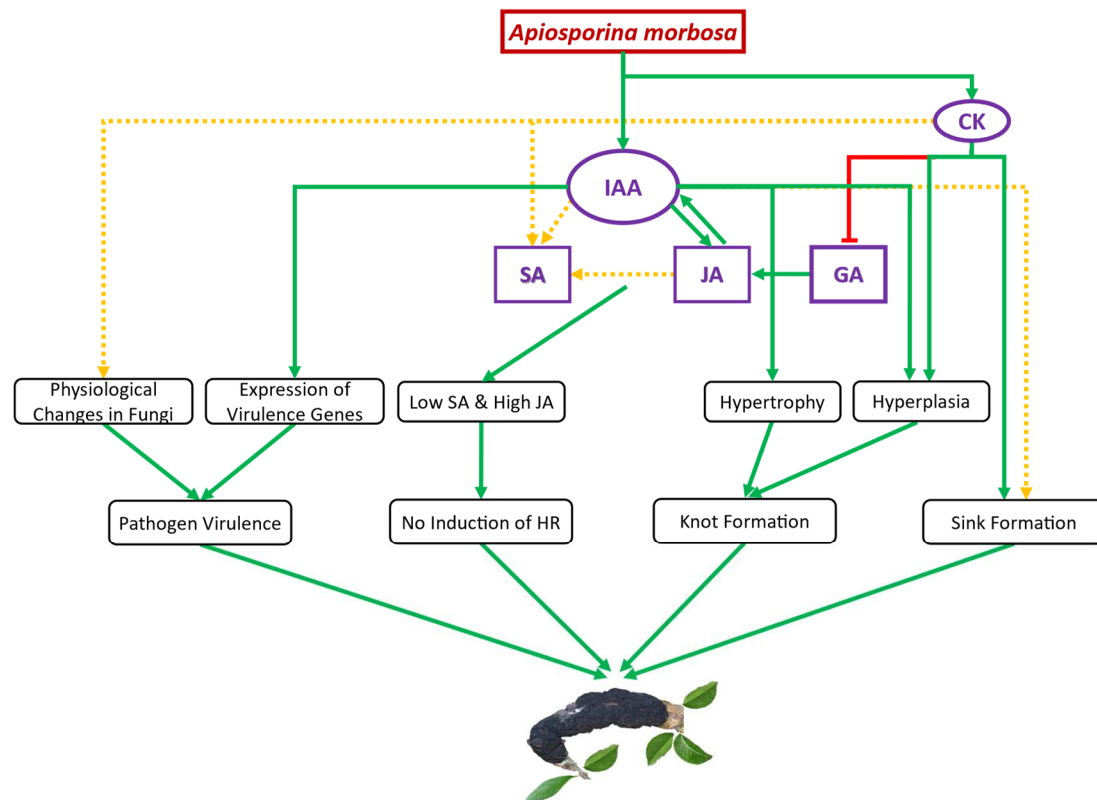 Apiosporina morbosa
CK
IAA
SA
JA
GA
Physiological
Changes in Fungi
Expression of
Virulence Genes
Low SA & High JA
Hypertrophy
Hyperplasia
Pathogen Virulence
No Induction of HR
Knot Formation
Sink Formation